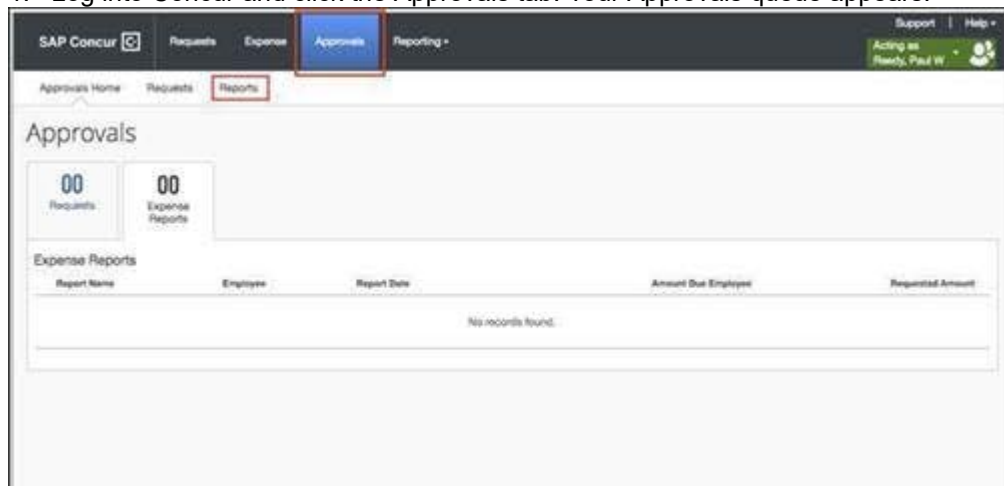 Log into Concur and click the Approvals tab. Your Approvals queue appears.
Support | Help
SAP Concur C Requests Expense Approvals Reporting
Acting as
Paul W
Approvals Home Requests Reports
Approvals
00 00
Requests Expense
Reports
Expense Reports
Report Name Employee Report Date Amount Due Employee Requested Amount
No records found.